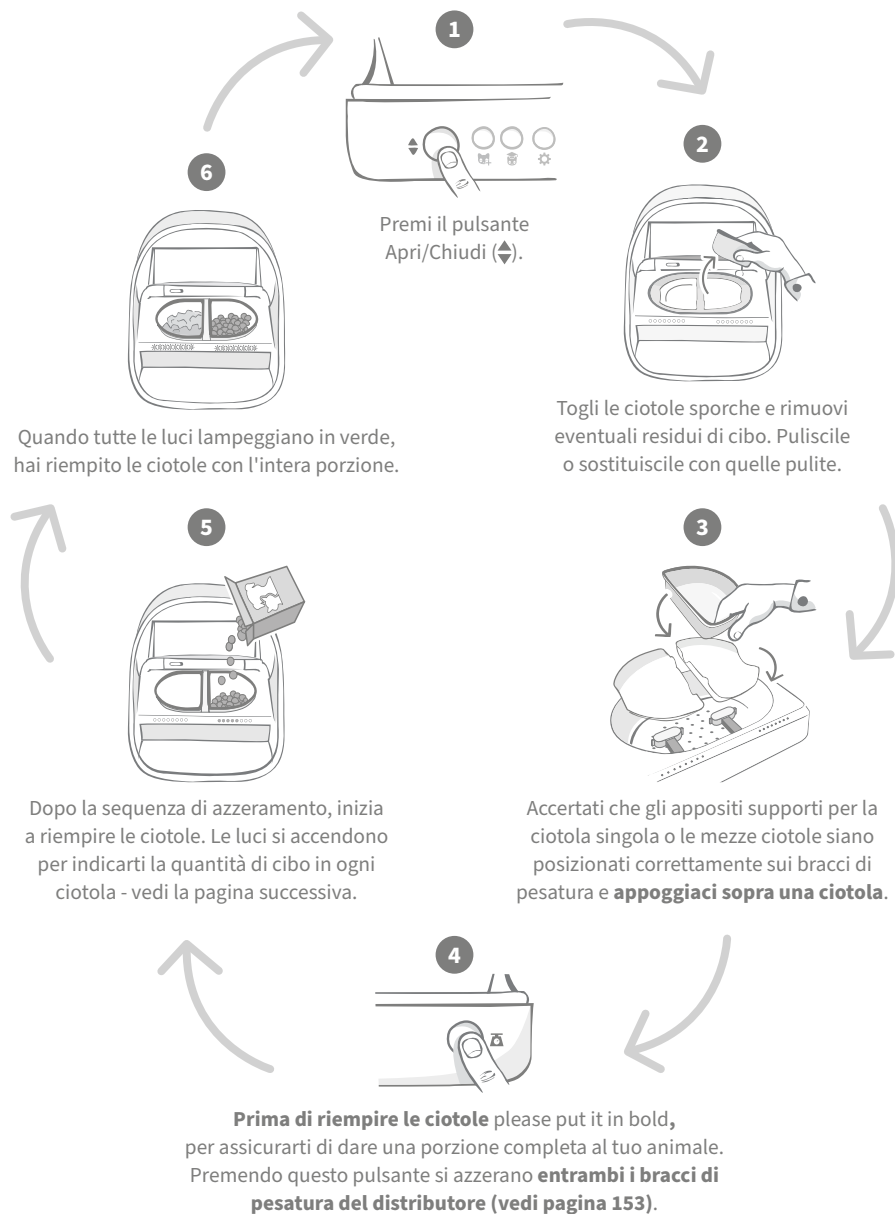 1
Premi il pulsante
Apri/Chiudi (⬍).
2
Togli le ciotole sporche e rimuovi
eventuali residui di cibo. Puliscile
o sostituiscile con quelle pulite.
3
Accertati che gli appositi supporti per la
ciotola singola o le mezze ciotole siano
posizionati correttamente sui bracci di
pesatura e appoggiaci sopra una ciotola.
4
Prima di riempire le ciotole please put it in bold,
per assicurarti di dare una porzione completa al tuo animale.
Premendo questo pulsante si azzerano entrambi i bracci di
pesatura del distributore (vedi pagina 153).
5
Dopo la sequenza di azzeramento, inizia
a riempire le ciotole. Le luci si accendono
per indicarti la quantità di cibo in ogni
ciotola - vedi la pagina successiva.
6
Quando tutte le luci lampeggiano in verde,
hai riempito le ciotole con l'intera porzione.